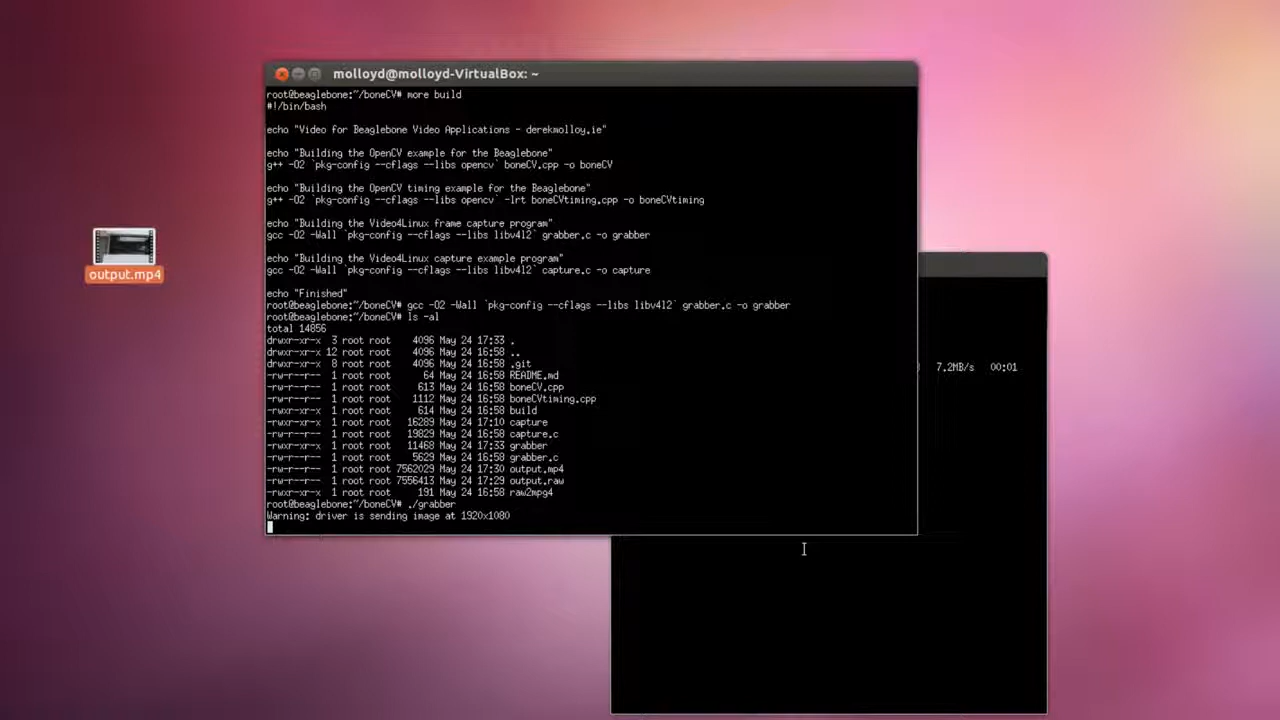 molloyd@molloyd-VirtualBox: ~
root@beaglebone:~/boneCV# more build
#!/bin/bash
echo "Video for Beaglebone Video Applications - derekmolloy.ie"
echo "Building the OpenCV example for the Beaglebone"
g++ -O2 `pkg-config --cflags --libs opencv` boneCV.cpp -o boneCV
echo "Building the OpenCV timing example for the Beaglebone"
g++ -O2 `pkg-config --cflags --libs opencv` -lrt boneCVtiming.cpp -o boneCVtiming
echo "Building the Video4Linux frame capture program"
gcc -O2 -Wall `pkg-config --cflags --libs libv4l2` grabber.c -o grabber
echo "Building the Video4Linux capture example program"
gcc -O2 -Wall `pkg-config --cflags --libs libv4l2` capture.c -o capture
echo "Finished"
root@beaglebone:~/boneCV# gcc -O2 -Wall `pkg-config --cflags --libs libv4l2` grabber.c -o grabber
root@beaglebone:~/boneCV# ls -al
total 14856
drwxr-xr-x 3 root root 4096 May 24 17:33 .
drwxr-xr-x 12 root root 4096 May 24 16:58 ..
drwxr-xr-x 8 root root 4096 May 24 16:58 .git
-rw-r--r-- 1 root root 64 May 24 16:58 README.md
-rw-r--r-- 1 root root 613 May 24 16:58 boneCV.cpp
-rw-r--r-- 1 root root 1112 May 24 16:58 boneCVtiming.cpp
-rwxr-xr-x 1 root root 614 May 24 16:58 build
-rwxr-xr-x 1 root root 16289 May 24 17:10 capture
-rw-r--r-- 1 root root 19829 May 24 16:58 capture.c
-rwxr-xr-x 1 root root 11468 May 24 17:33 grabber
-rw-r--r-- 1 root root 5629 May 24 16:58 grabber.c
-rw-r--r-- 1 root root 7562029 May 24 17:30 output.mp4
-rw-r--r-- 1 root root 7556413 May 24 17:29 output.raw
-rwxr-xr-x 1 root root 191 May 24 16:58 raw2mpg4
root@beaglebone:~/boneCV# ./grabber
Warning: driver is sending image at 1920x1080
output.mp4
7.2MB/s 00:01